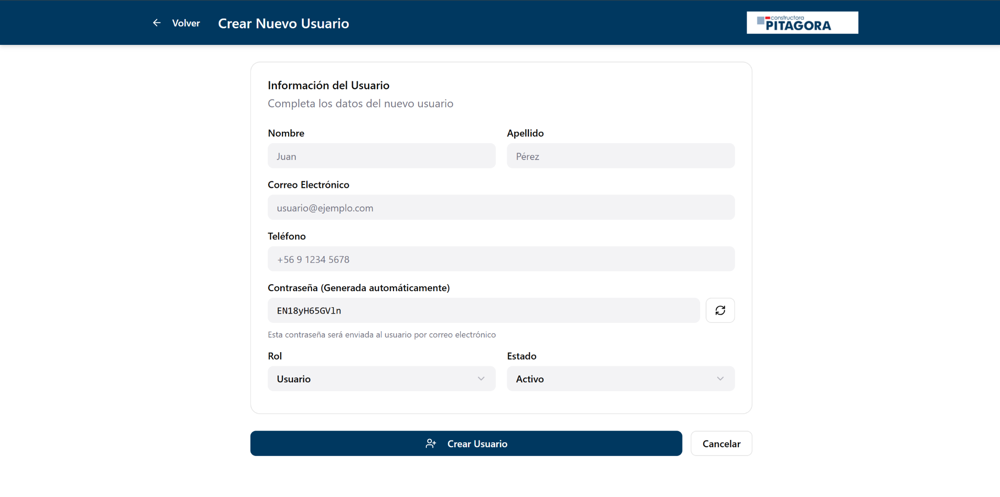 Volver
Crear Nuevo Usuario
constructora
PITAGORA
Información del Usuario
Completa los datos del nuevo usuario
Nombre
Apellido
Juan
Pérez
Correo Electrónico
usuario@ejemplo.com
Teléfono
+56 9 1234 5678
Contraseña (Generada automáticamente)
EN18yH65GVln
Esta contraseña será enviada al usuario por correo electrónico
Rol
Estado
Usuario
Activo
Crear Usuario
Cancelar